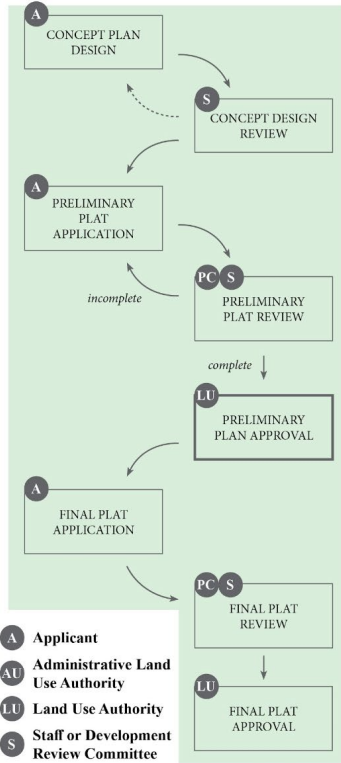 A
CONCEPT PLAN
DESIGN
S
CONCEPT DESIGN
REVIEW
A
PRELIMINARY
PLAT
APPLICATION
PC S
PRELIMINARY
PLAT REVIEW
incomplete
complete
LU
PRELIMINARY
PLAN APPROVAL
A
FINAL PLAT
APPLICATION
PC S
FINAL PLAT
REVIEW
LU
FINAL PLAT
APPROVAL
A Applicant
AU Administrative Land
Use Authority
LU Land Use Authority
S Staff or Development
Review Committee